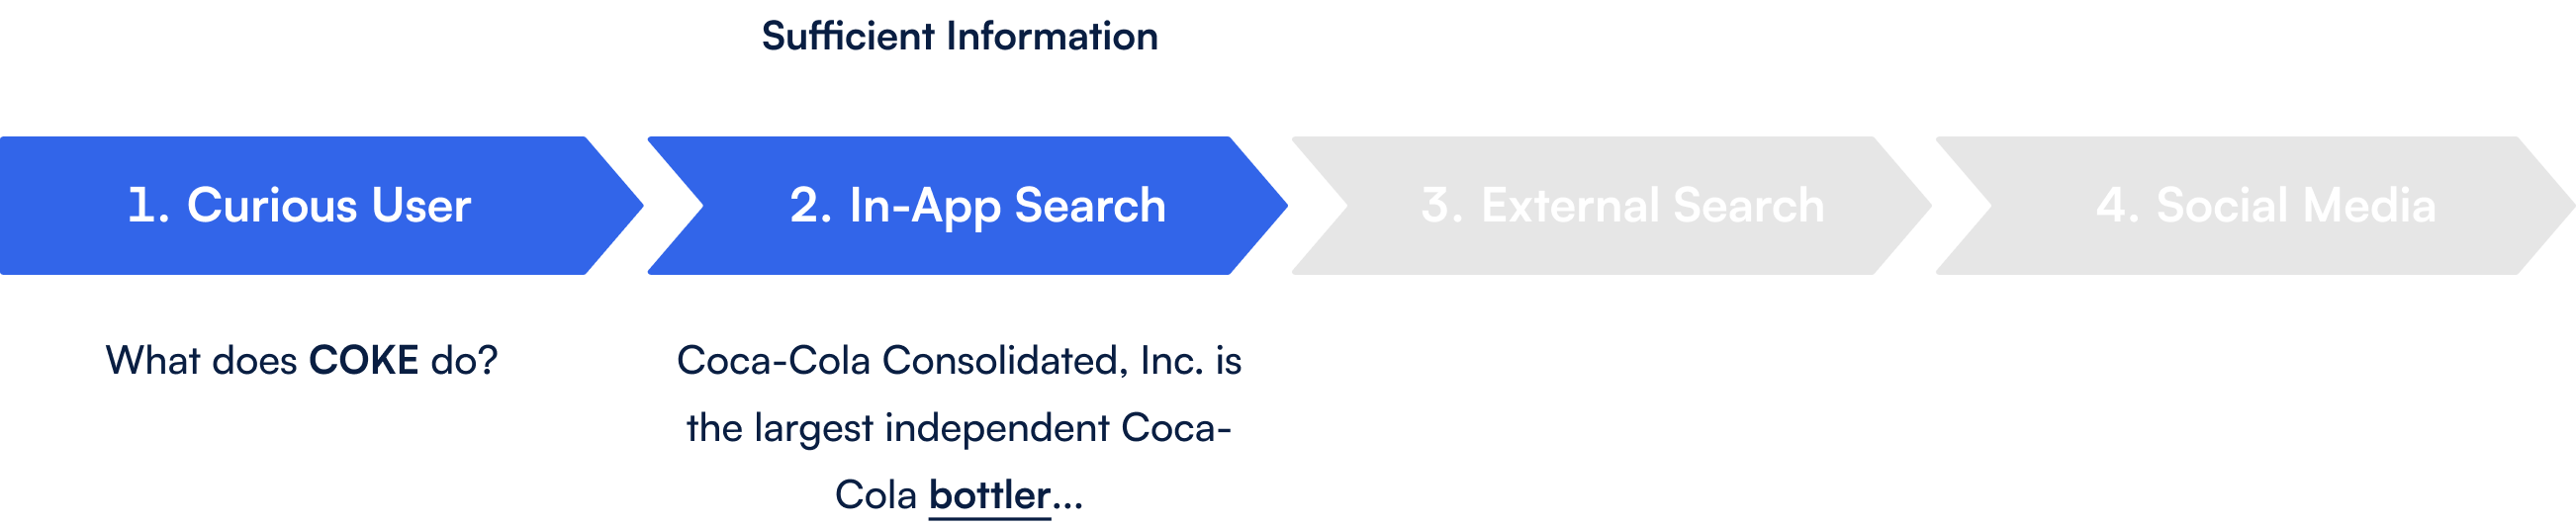 Sufficient Information
1. Curious User
2. In-App Search
3. External Search
4. Social Media
What does COKE do?
Coca-Cola Consolidated, Inc. is
the largest independent Coca-
Cola bottler...